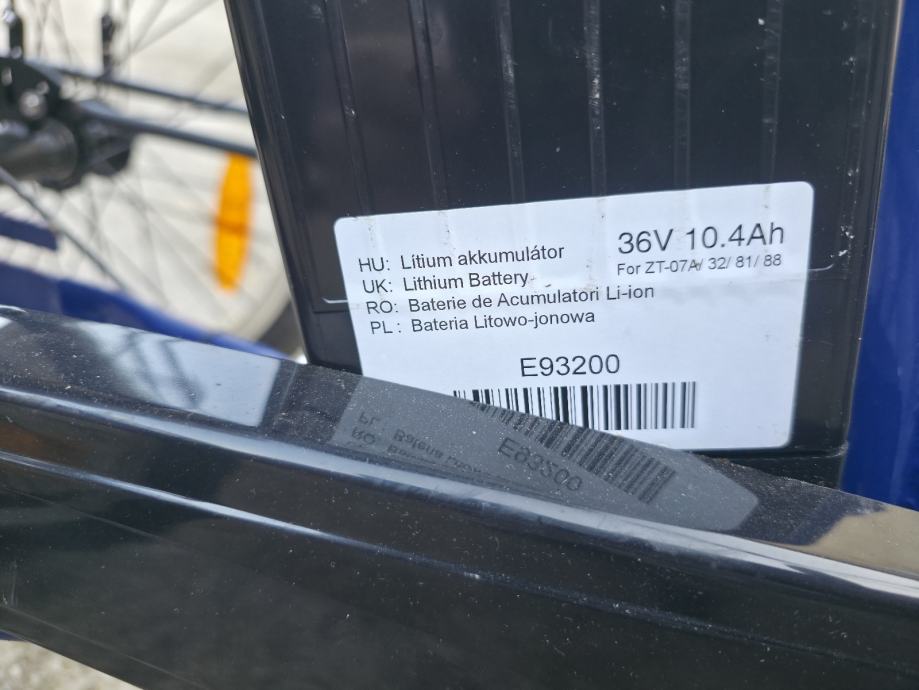 36V 10.4Ah
For ZT-07A/ 32/ 81/ 88
HU: Lítium akkumulátor
UK: Lithium Battery
RO: Baterie de Acumulatori Li-ion
PL : Bateria Litowo-jonowa
E93200